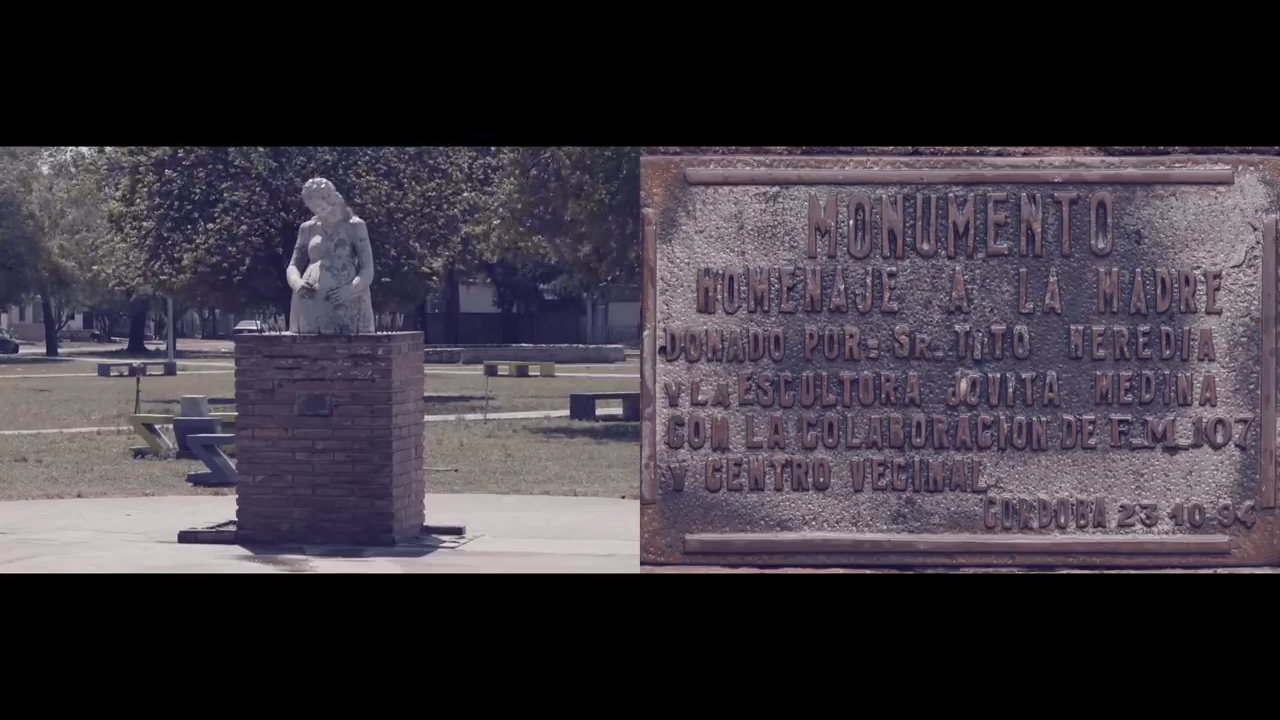 MONUMENTO
HOMENAJE A LA MADRE
DONADO POR: Sr. TITO HEREDIA
Y LA ESCULTORA JOVITA MEDINA
CON LA COLABORACION DE F.M 107
Y CENTRO VECINAL
CORDOBA 23-10-94